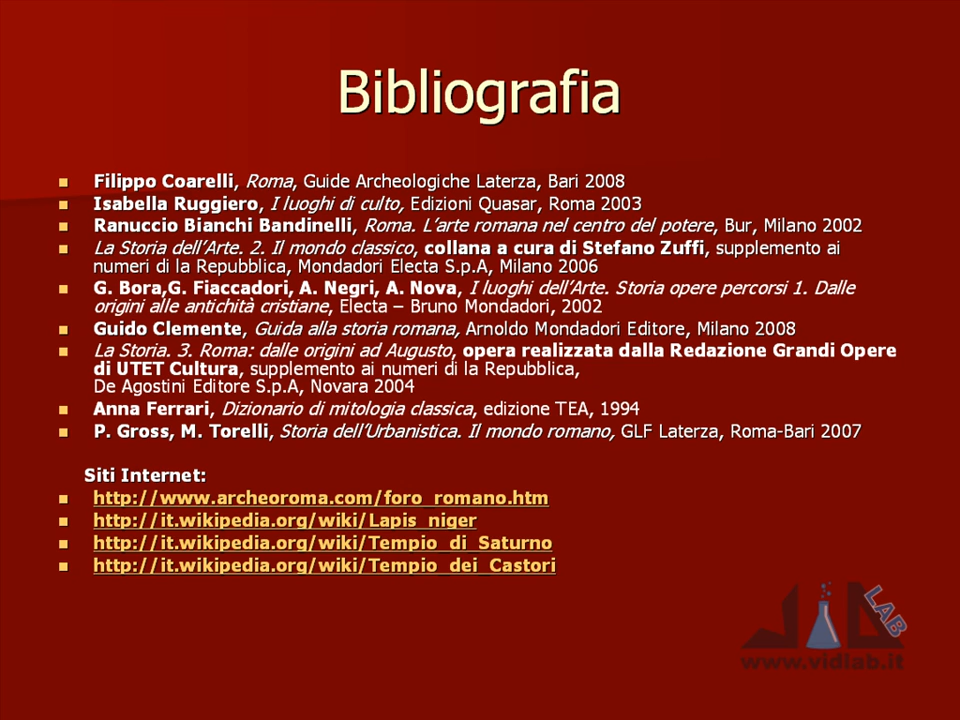 Bibliografia
Filippo Coarelli, Roma, Guide Archeologiche Laterza, Bari 2008
Isabella Ruggiero, I luoghi di culto, Edizioni Quasar, Roma 2003
Ranuccio Bianchi Bandinelli, Roma. L’arte romana nel centro del potere, Bur, Milano 2002
La Storia dell’Arte. 2. Il mondo classico, collana a cura di Stefano Zuffi, supplemento ai
numeri di la Repubblica, Mondadori Electa S.p.A, Milano 2006
G. Bora,G. Fiaccadori, A. Negri, A. Nova, I luoghi dell’Arte. Storia opere percorsi 1. Dalle
origini alle antichità cristiane, Electa – Bruno Mondadori, 2002
Guido Clemente, Guida alla storia romana, Arnoldo Mondadori Editore, Milano 2008
La Storia. 3. Roma: dalle origini ad Augusto, opera realizzata dalla Redazione Grandi Opere
di UTET Cultura, supplemento ai numeri di la Repubblica,
De Agostini Editore S.p.A, Novara 2004
Anna Ferrari, Dizionario di mitologia classica, edizione TEA, 1994
P. Gross, M. Torelli, Storia dell’Urbanistica. Il mondo romano, GLF Laterza, Roma-Bari 2007
Siti Internet:
http://www.archeoroma.com/foro_romano.htm
http://it.wikipedia.org/wiki/Lapis_niger
http://it.wikipedia.org/wiki/Tempio_di_Saturno
http://it.wikipedia.org/wiki/Tempio_dei_Castori
LAB
www.vidlab.it